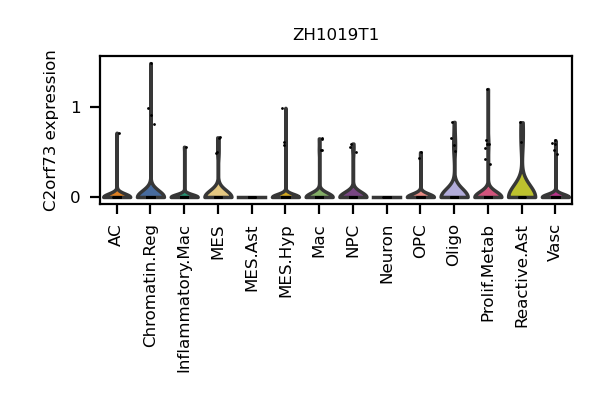 ZH1019T1
C2orf73 expression
1
0
AC
Chromatin.Reg
Inflammatory.Mac
MES
MES.Ast
MES.Hyp
Mac
NPC
Neuron
OPC
Oligo
Prolif.Metab
Reactive.Ast
Vasc